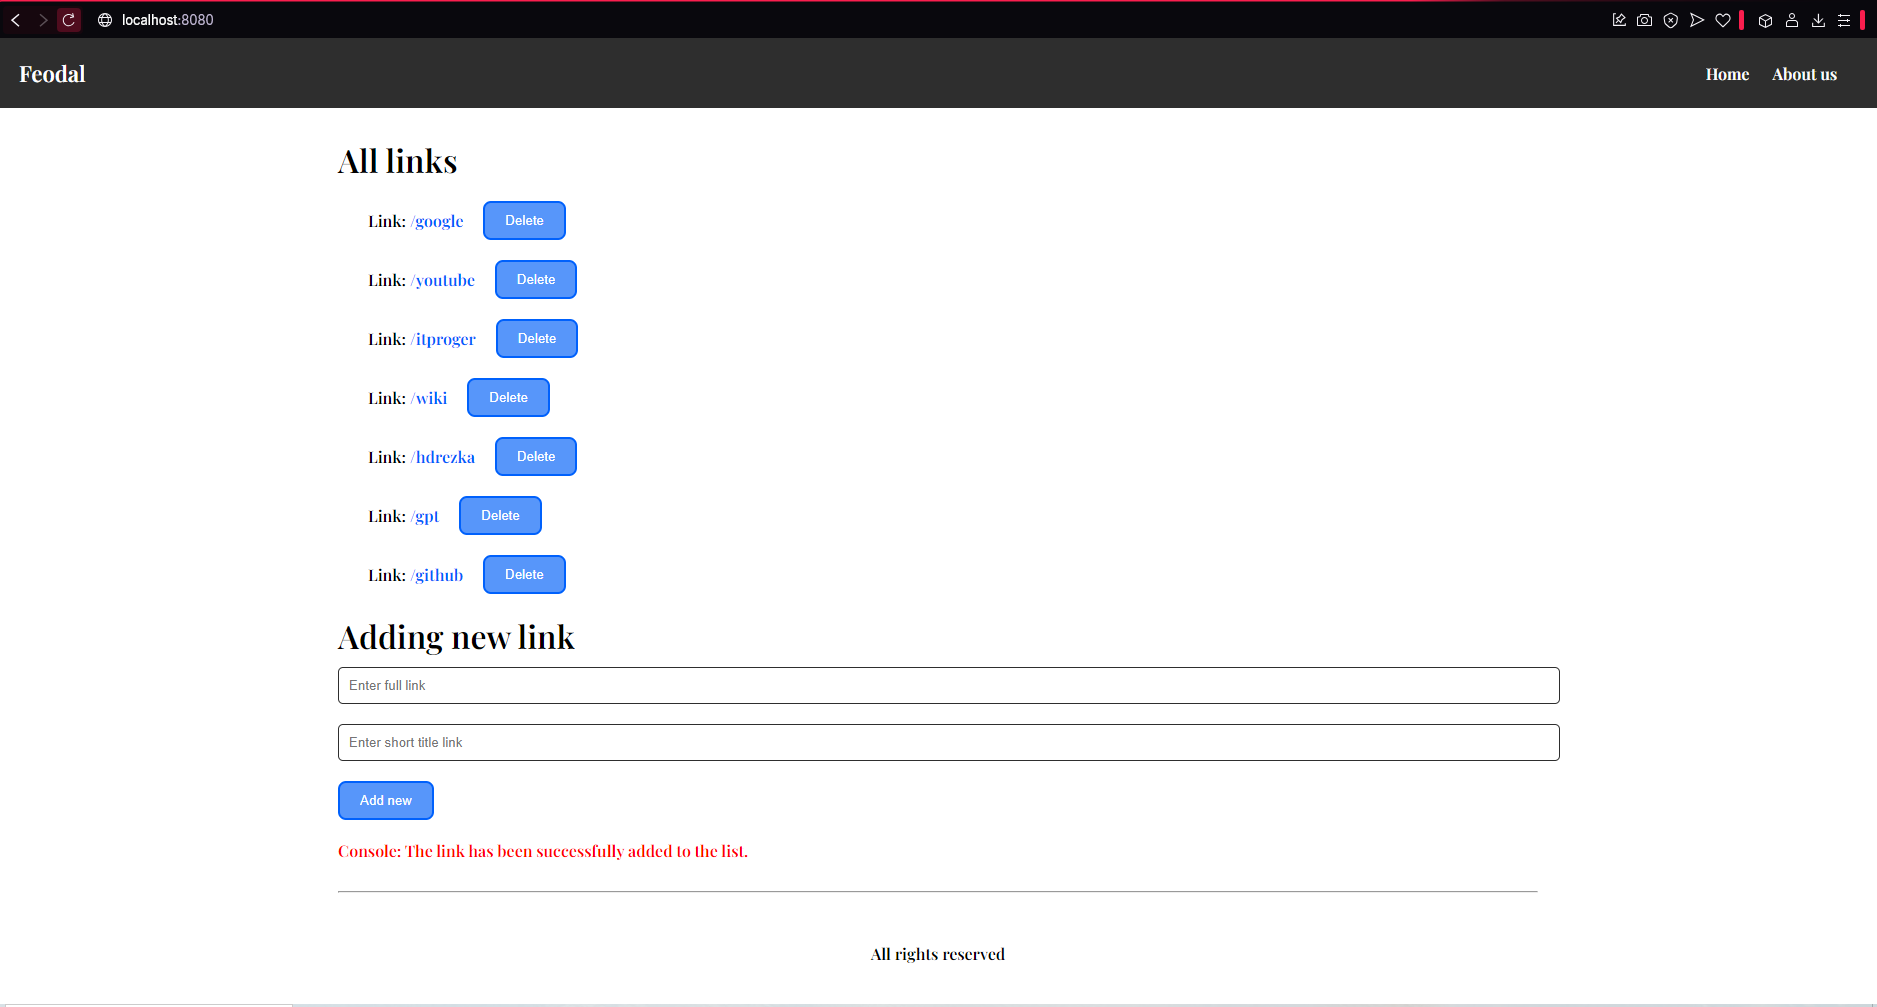 localhost:8080
Feodal
Home About us
All links
Link: /google Delete
Link: /youtube Delete
Link: /itproger Delete
Link: /wiki Delete
Link: /hdrezka Delete
Link: /gpt Delete
Link: /github Delete
Adding new link
Enter full link
Enter short title link
Add new
Console: The link has been successfully added to the list.
All rights reserved